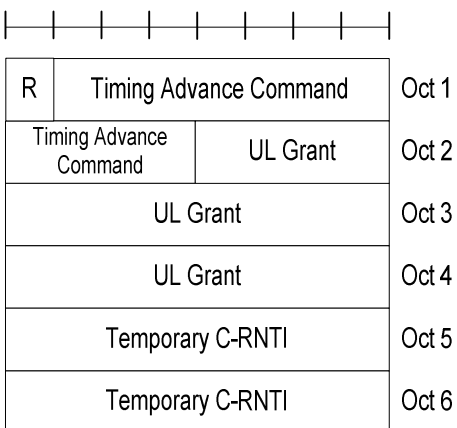 R Timing Advance Command Oct 1
Timing Advance
Command UL Grant Oct 2
UL Grant Oct 3
UL Grant Oct 4
Temporary C-RNTI Oct 5
Temporary C-RNTI Oct 6